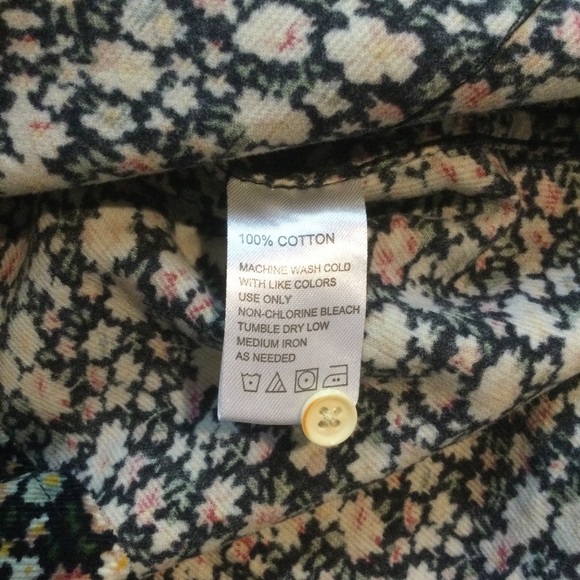 100% COTTON
MACHINE WASH COLD
WITH LIKE COLORS
USE ONLY
NON-CHLORINE BLEACH
TUMBLE DRY LOW
MEDIUM IRON
AS NEEDED